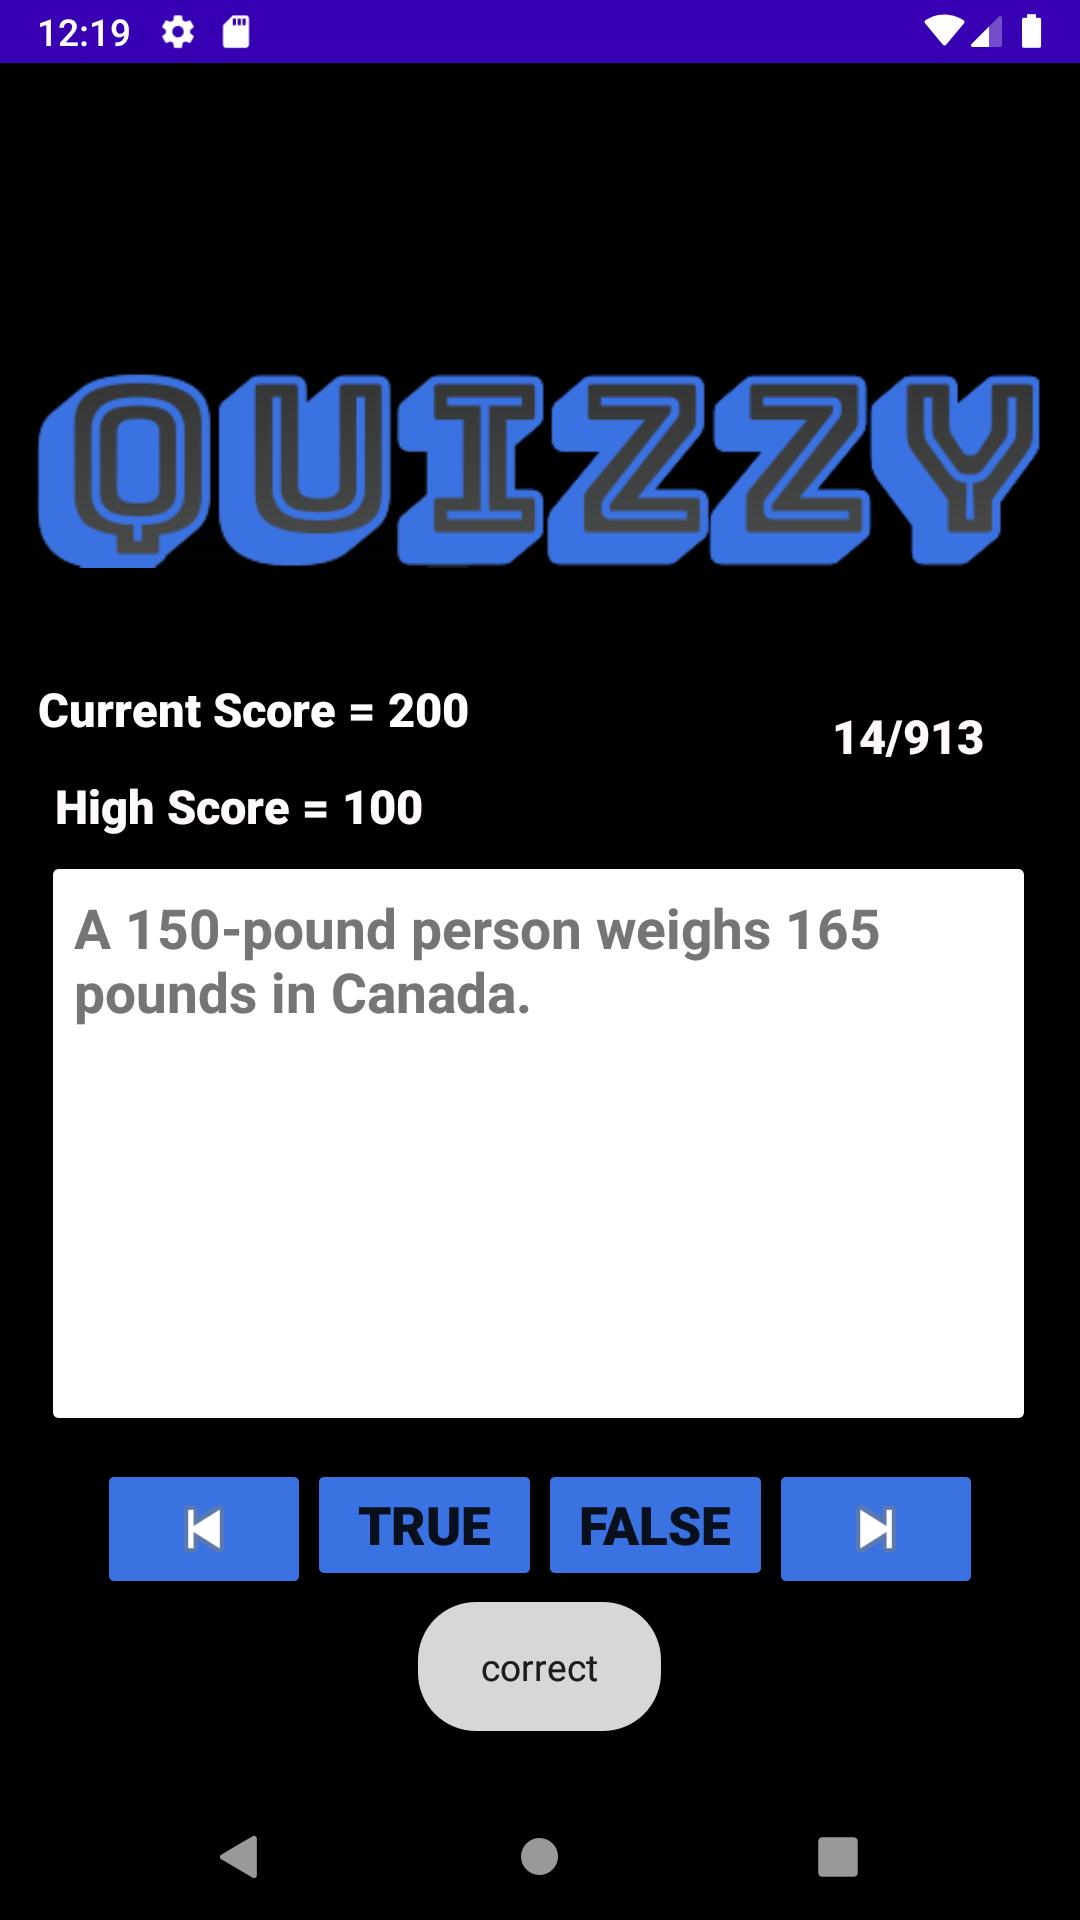 12:19
QUIZZY
Current Score = 200
14/913
High Score = 100
A 150-pound person weighs 165
pounds in Canada.
TRUE
FALSE
correct